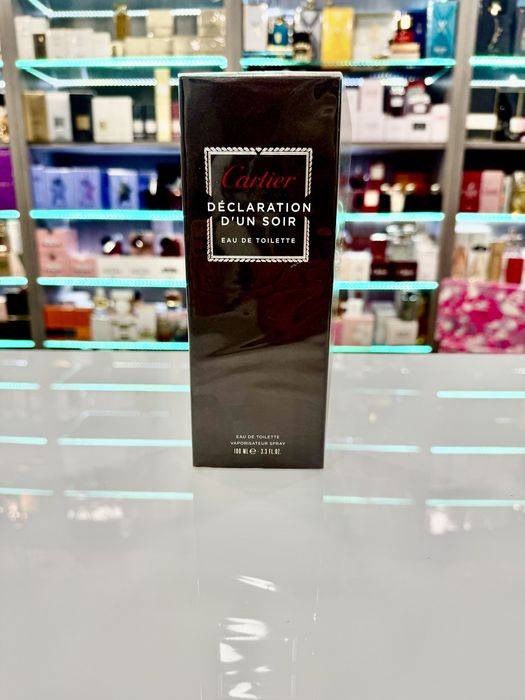 Cartier
DÉCLARATION
D'UN SOIR
EAU DE TOILETTE
EAU DE TOILETTE
VAPORISATEUR SPRAY
100 ML ℮ - 3.3 FL.OZ.